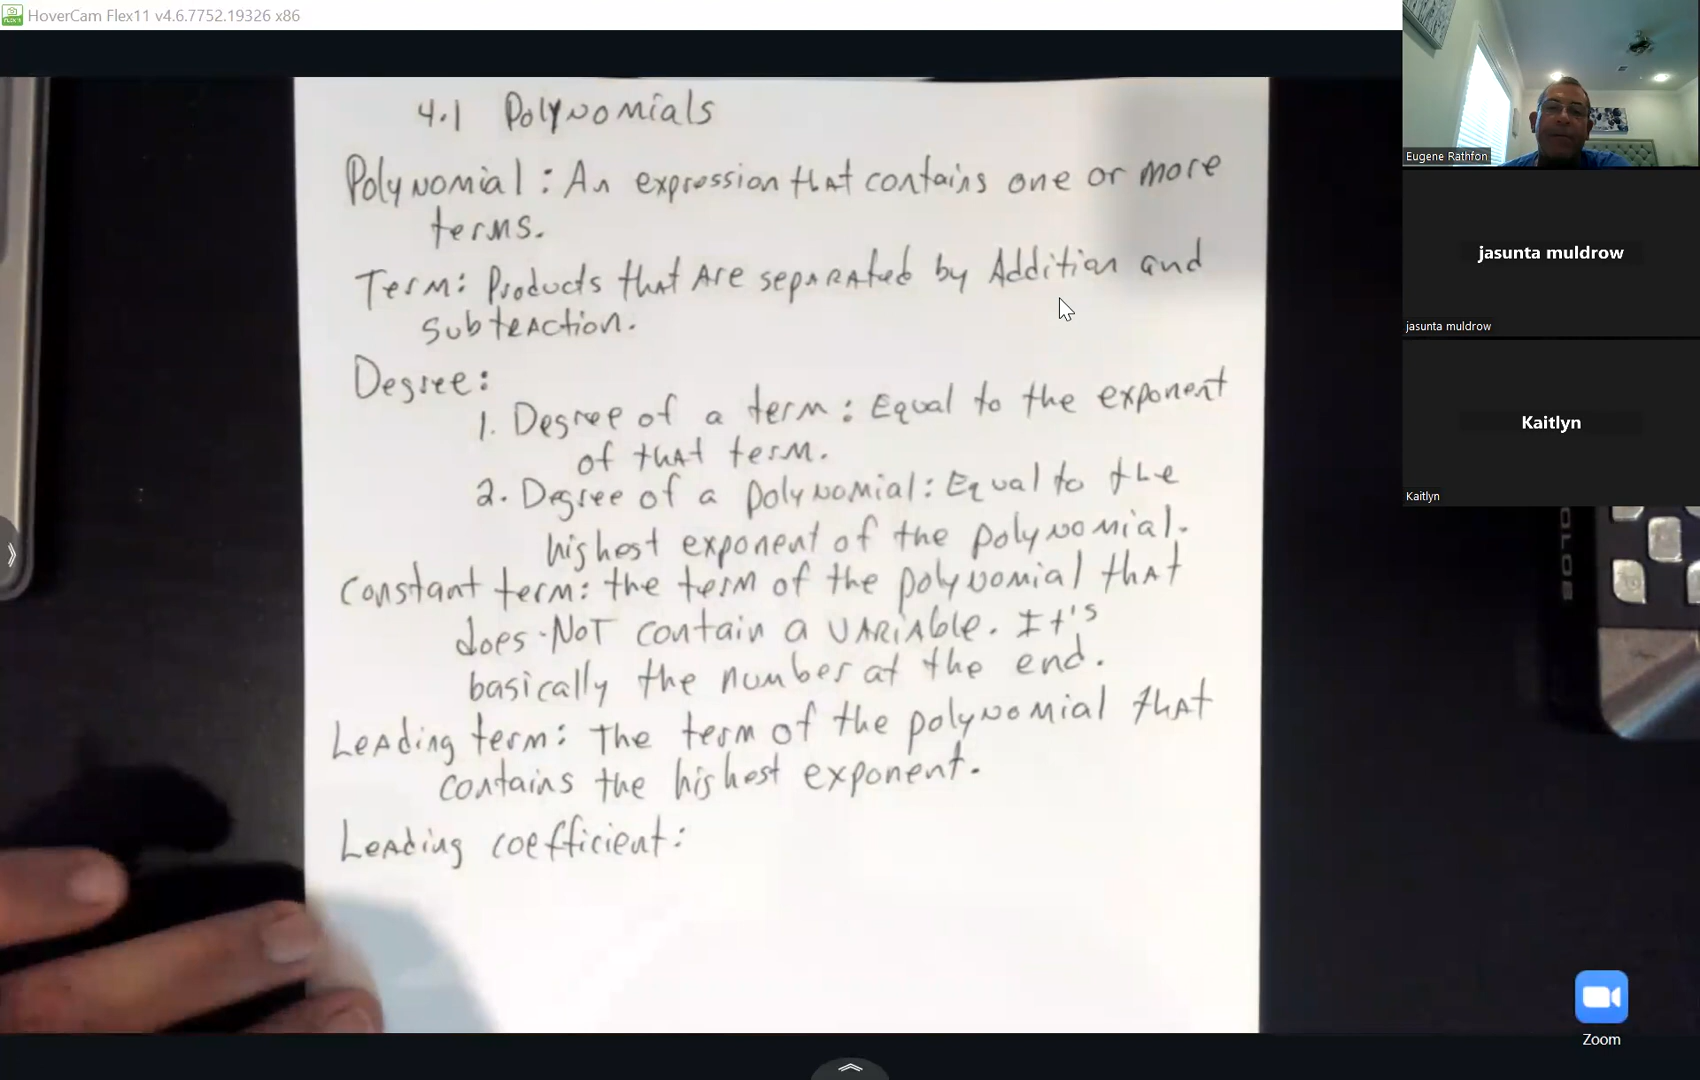 HoverCam Flex11 v4.6.7752.19326 x86
4.1 Polynomials
Polynomial: An expression that contains one or more
terms.
Term: Products that are separated by Addition and
subtraction.
Degree:
1. Degree of a term: Equal to the exponent
of that term.
2. Degree of a polynomial: Equal to the
highest exponent of the polynomial.
Constant term: the term of the polynomial that
does NOT contain a variable. It's
basically the number at the end.
Leading term: The term of the polynomial that
contains the highest exponent.
Leading coefficient:
Eugene Rathfon
jasunta muldrow
jasunta muldrow
Kaitlyn
Kaitlyn
Zoom